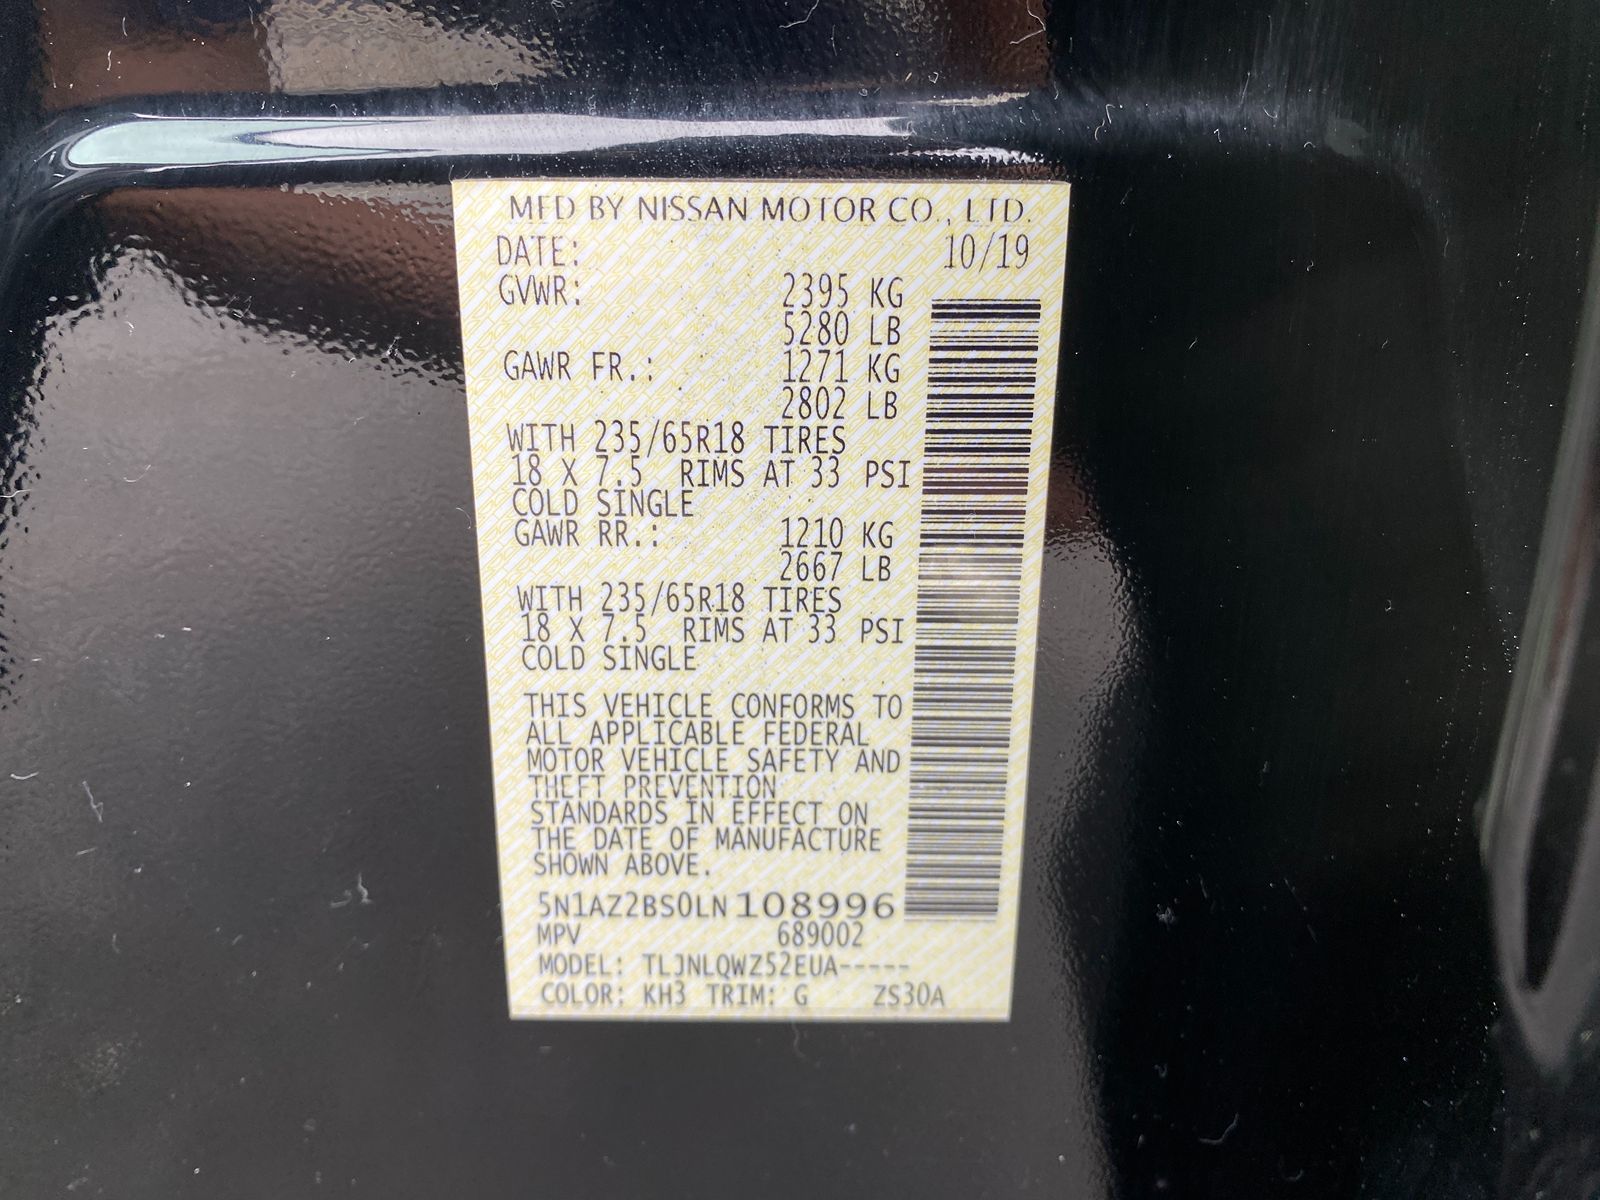 MFD BY NISSAN MOTOR CO., LTD.
DATE: 10/19
GVWR: 2395 KG
5280 LB
GAWR FR.: 1271 KG
2802 LB
WITH 235/65R18 TIRES
18 X 7.5 RIMS AT 33 PSI
COLD SINGLE
GAWR RR.: 1210 KG
2667 LB
WITH 235/65R18 TIRES
18 X 7.5 RIMS AT 33 PSI
COLD SINGLE
THIS VEHICLE CONFORMS TO
ALL APPLICABLE FEDERAL
MOTOR VEHICLE SAFETY AND
THEFT PREVENTION
STANDARDS IN EFFECT ON
THE DATE OF MANUFACTURE
SHOWN ABOVE.
5N1AZ2BS0LN108996
MPV 689002
MODEL: TLJNLQWZ52EUA-----
COLOR: KH3 TRIM: G ZS30A